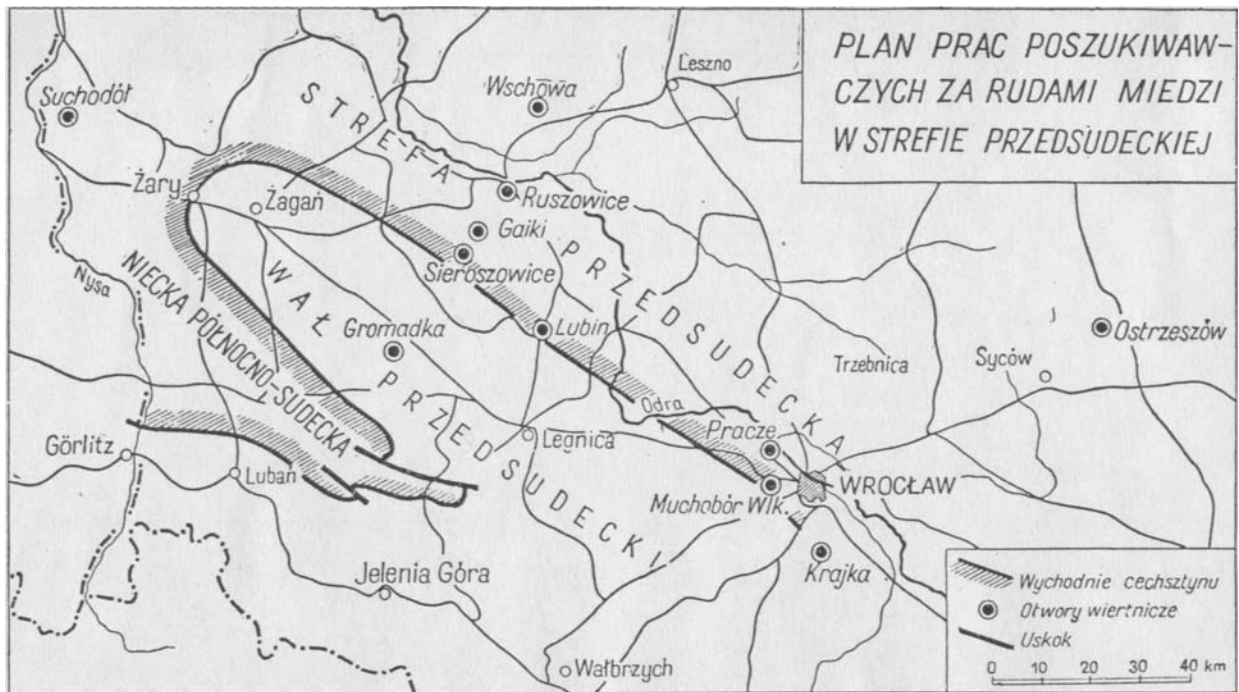 PLAN PRAC POSZUKIWAW-
CZYCH ZA RUDAMI MIEDZI
W STREFIE PRZEDSUDECKIEJ
Leszno
Wschowa
Suchodół
STREFA PRZEDSUDECKA
Żary
Żagań
Ruszowice
Gaiki
Sieroszowice
Nysa
NIECKA PÓŁNOCNO-SUDECKA
WAŁ PRZEDSUDECKI
Gromadka
Lubin
Ostrzeszów
Trzebnica
Syców
Odra
Görlitz
Lubań
Legnica
Pracze
Muchobór Wlk.
WROCŁAW
Jelenia Góra
Krajka
Wałbrzych
Wychodnie cechsztynu
Otwory wiertnicze
Uskok
0 10 20 30 40 km